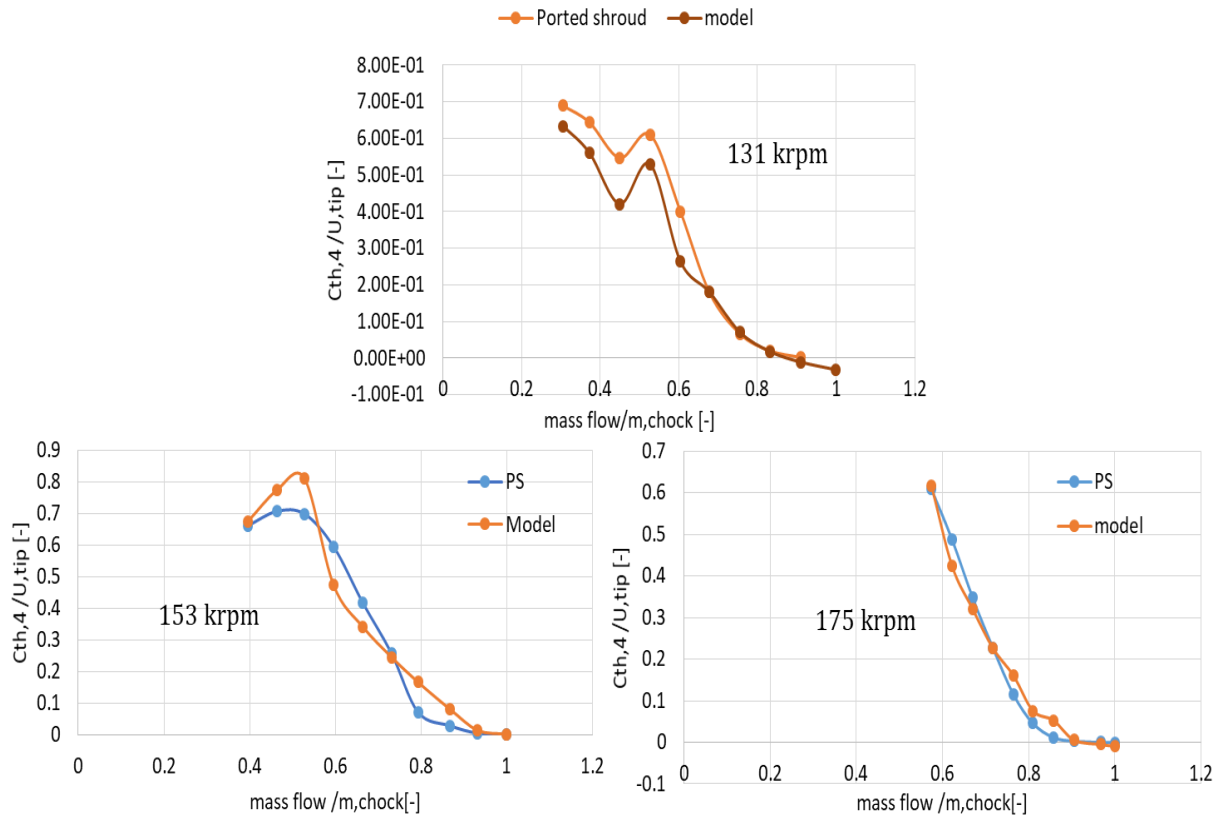 Ported shroud model
8.00E-01
7.00E-01
6.00E-01
5.00E-01
4.00E-01
3.00E-01
2.00E-01
1.00E-01
0.00E+00
-1.00E-01
Cth,4 /U,tip [-]
131 krpm
0 0.2 0.4 0.6 0.8 1 1.2
mass flow/m,chock [-]
0.9
0.8
0.7
0.6
0.5
0.4
0.3
0.2
0.1
0
Cth,4 /U,tip [-]
PS
Model
153 krpm
0 0.2 0.4 0.6 0.8 1 1.2
mass flow /m,chock[-]
0.7
0.6
0.5
0.4
0.3
0.2
0.1
0
-0.1
Cth,4 /U,tip [-]
PS
model
175 krpm
0 0.2 0.4 0.6 0.8 1 1.2
mass flow /m,chock[-]